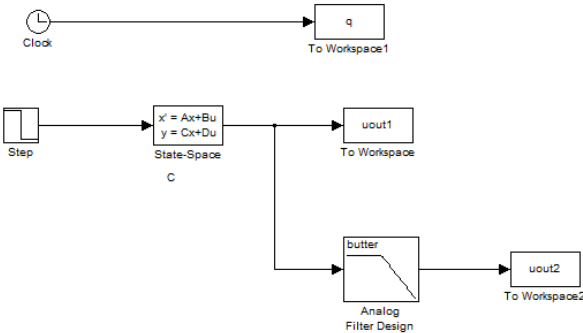 q
Clock
To Workspace1
x' = Ax+Bu
y = Cx+Du
uout1
Step
State-Space
To Workspace
C
butter
uout2
Analog
Filter Design
To Workspace2